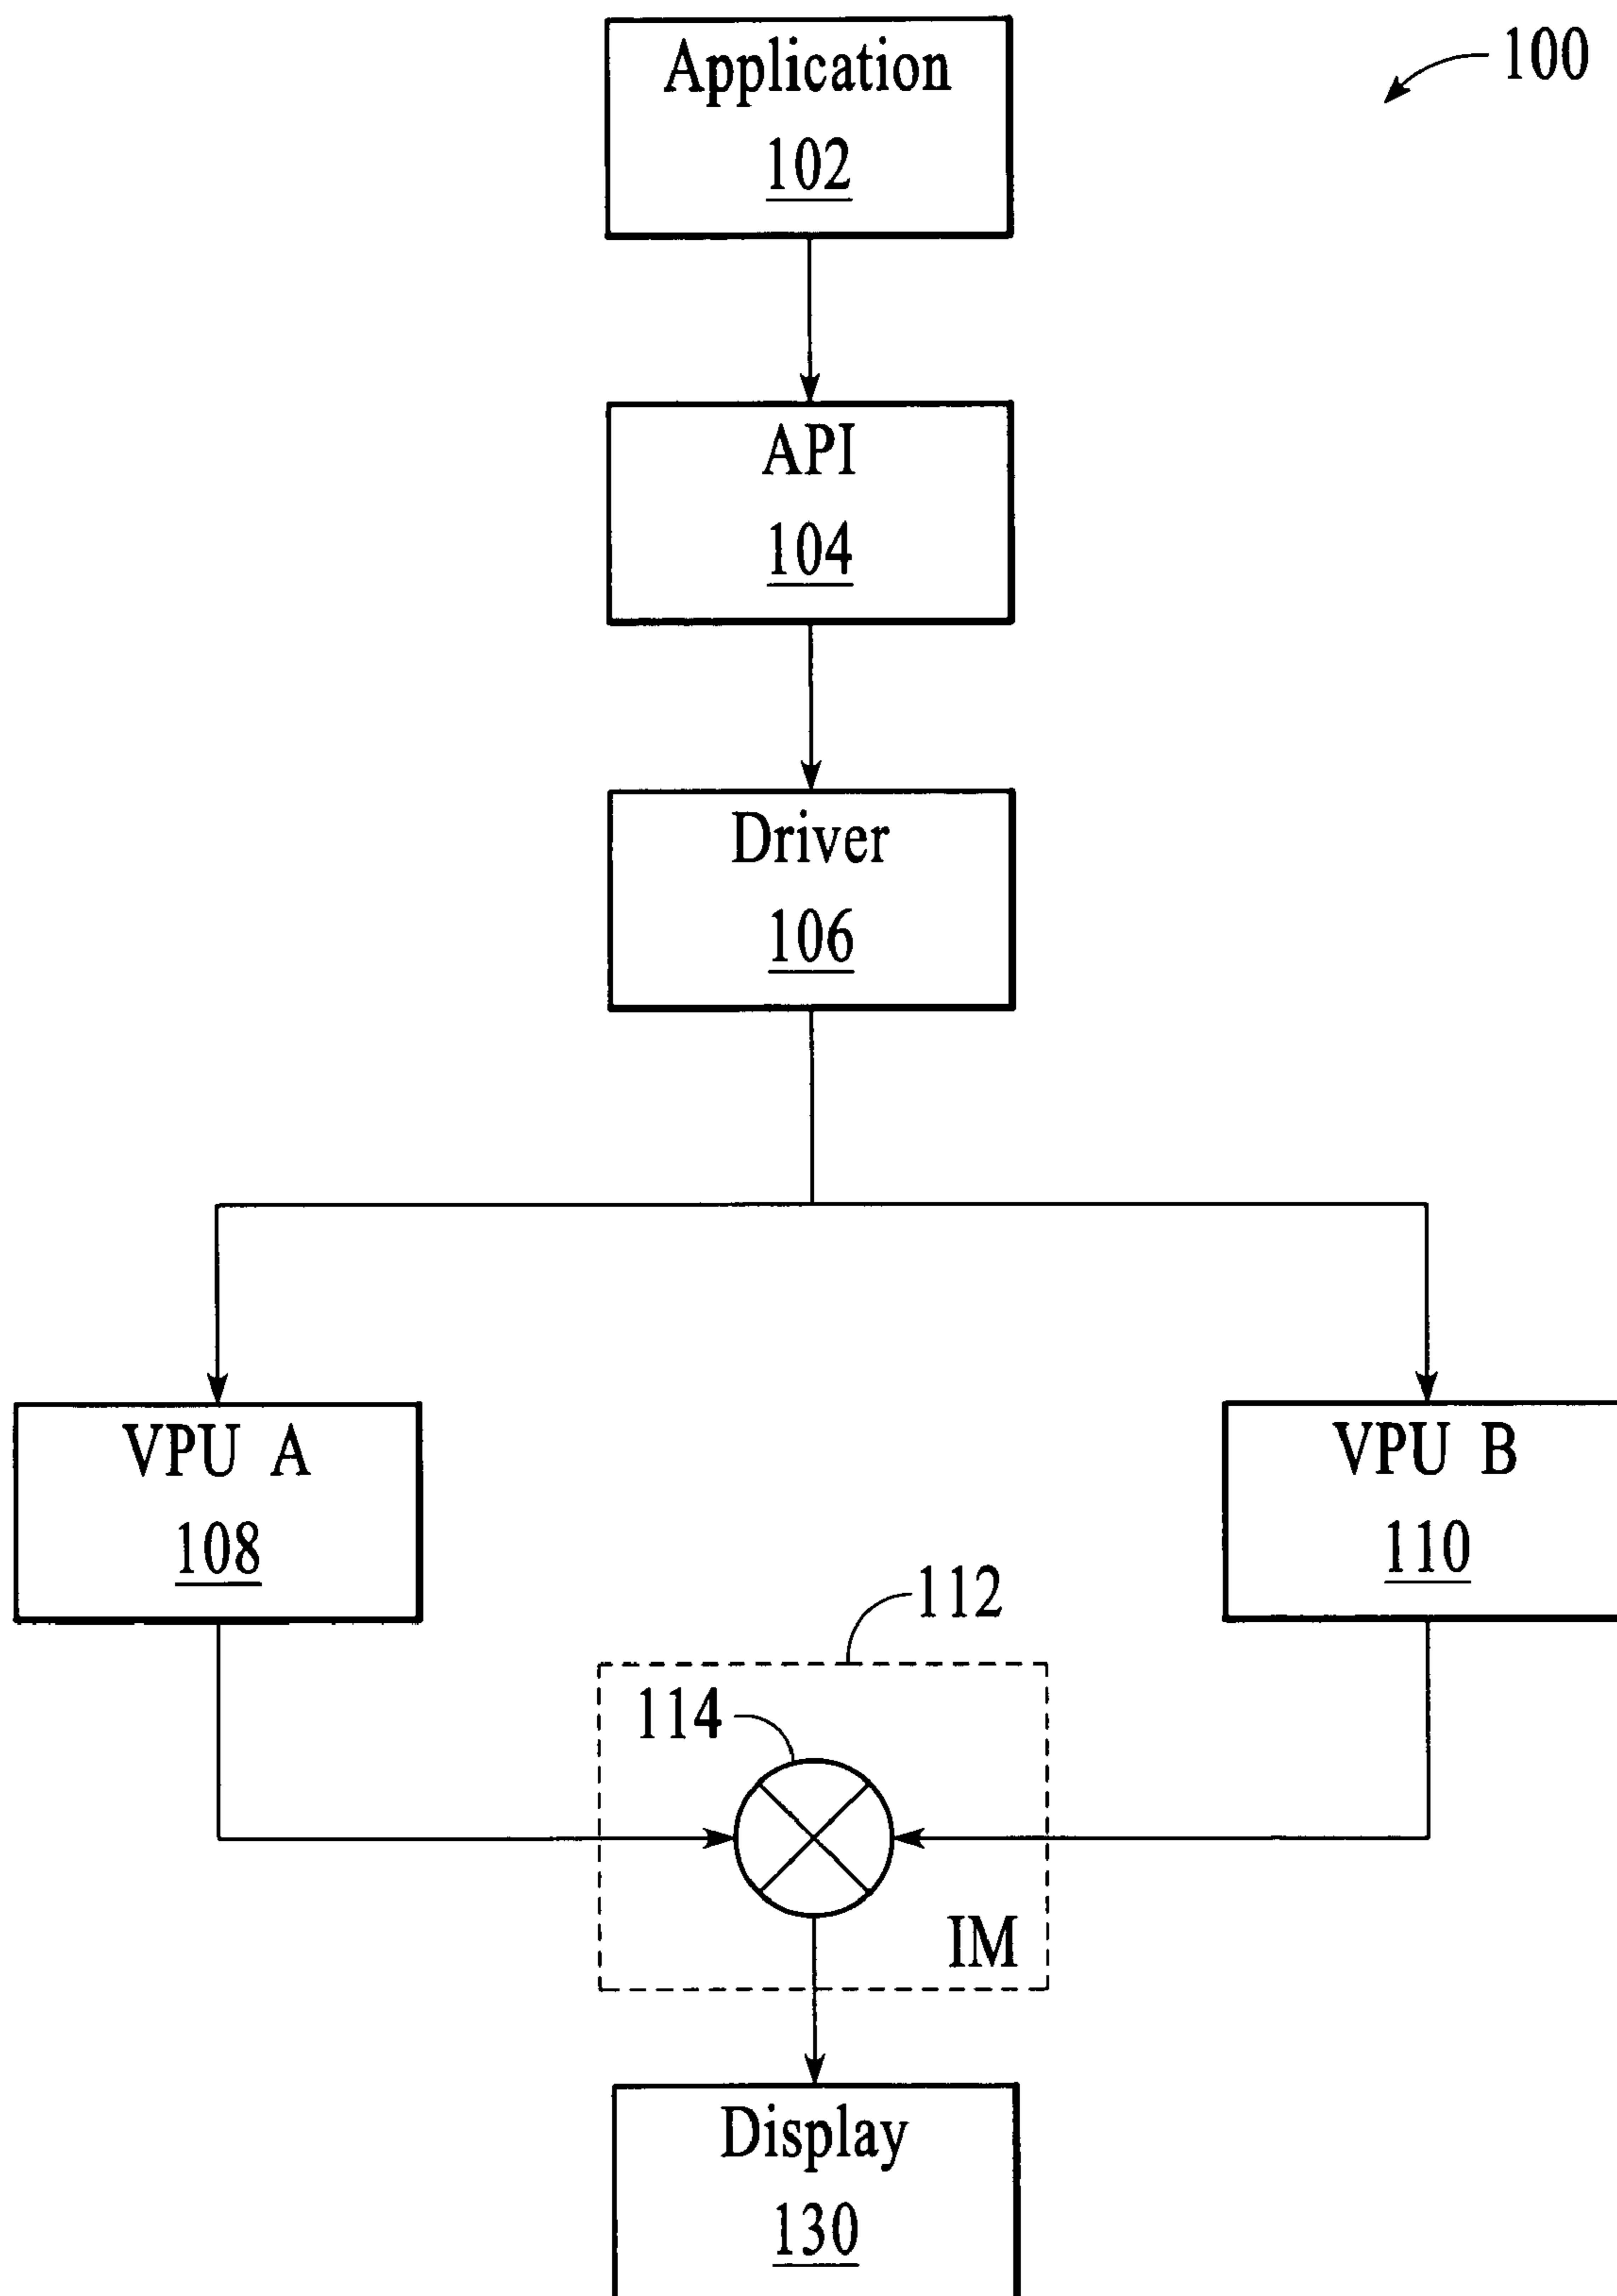 100
Application
102
API
104
Driver
106
VPU A
108
VPU B
110
112
114
IM
Display
130